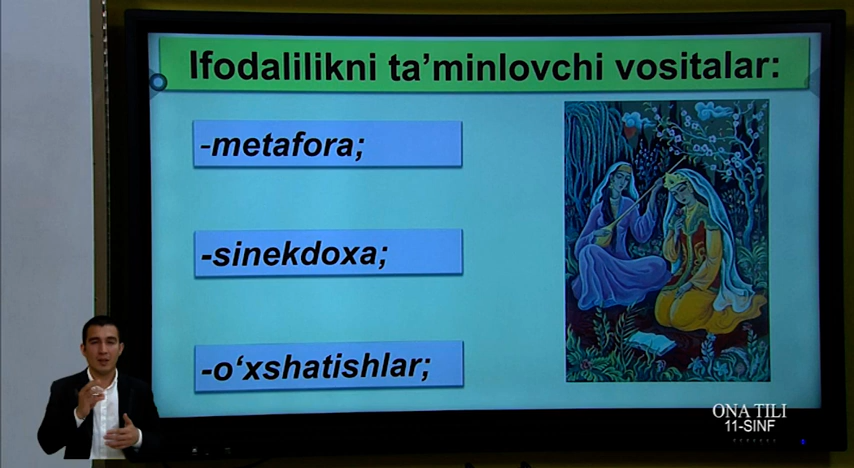 Ifodalilikni ta’minlovchi vositalar:
-metafora;
-sinekdoxa;
-o‘xshatishlar;
ONA TILI
11-SINF